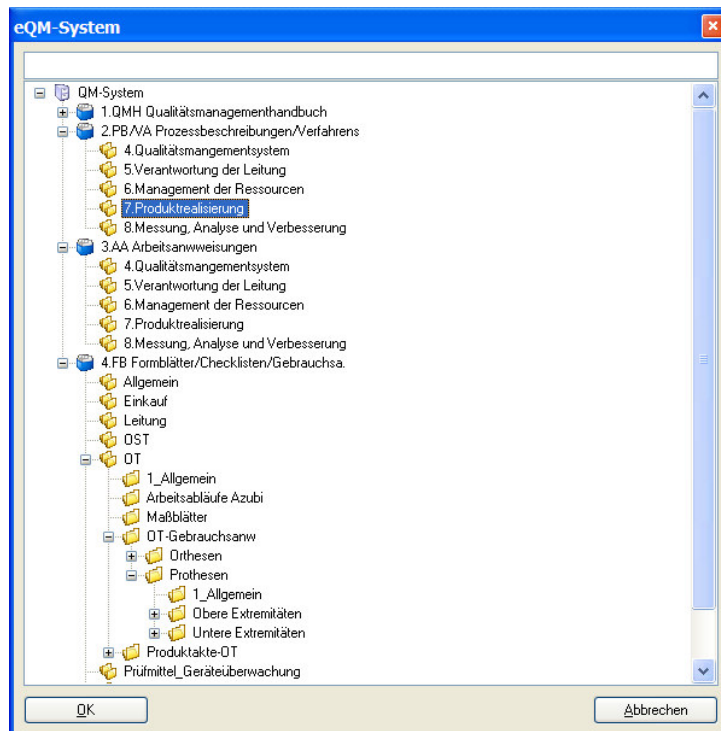 eQM-System
QM-System
1.QMH Qualitätsmanagementhandbuch
2.PB/VA Prozessbeschreibungen/Verfahrens
4.Qualitätsmangementsystem
5.Verantwortung der Leitung
6.Management der Ressourcen
7.Produktrealisierung
8.Messung, Analyse und Verbesserung
3.AA Arbeitsanwweisungen
4.Qualitätsmangementsystem
5.Verantwortung der Leitung
6.Management der Ressourcen
7.Produktrealisierung
8.Messung, Analyse und Verbesserung
4.FB Formblätter/Checklisten/Gebrauchsa.
Allgemein
Einkauf
Leitung
OST
OT
1_Allgemein
Arbeitsabläufe Azubi
Maßblätter
OT-Gebrauchsanw
Orthesen
Prothesen
1_Allgemein
Obere Extremitäten
Untere Extremitäten
Produktakte-OT
Prüfmittel_Geräteüberwachung
OK Abbrechen